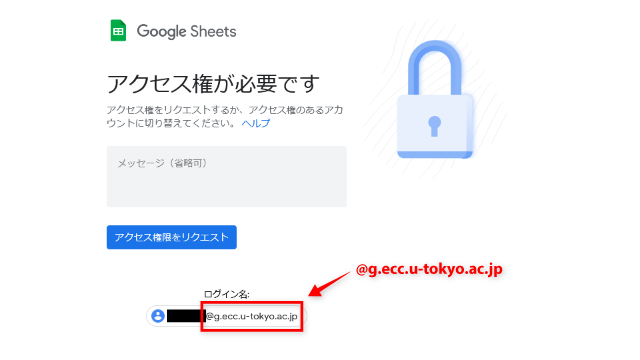 Google Sheets
アクセス権が必要です
アクセス権をリクエストするか、アクセス権のあるアカ
ウントに切り替えてください。 ヘルプ
メッセージ（省略可）
アクセス権限をリクエスト
@g.ecc.u-tokyo.ac.jp
ログイン名:
@g.ecc.u-tokyo.ac.jp